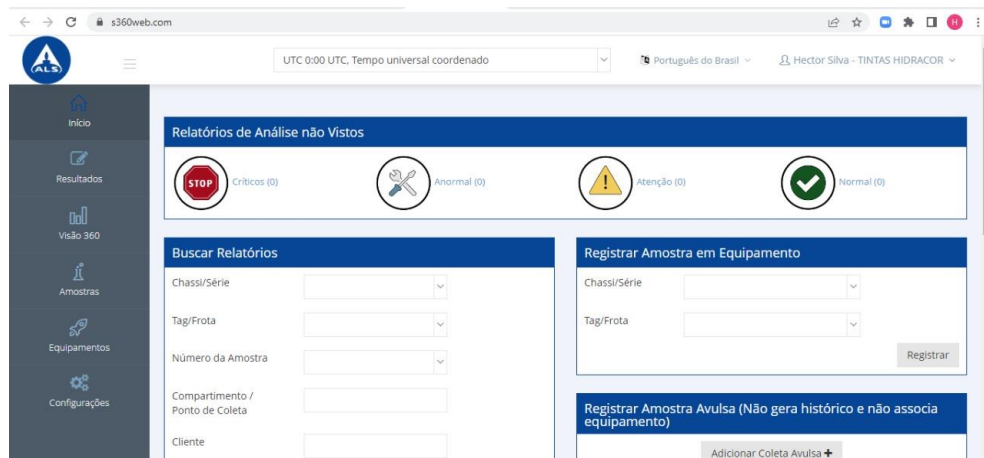 s360web.com
H
ALS
UTC 0:00 UTC, Tempo universal coordenado
Português do Brasil
Hector Silva - TINTAS HIDRACOR
Início
Resultados
Visão 360
Amostras
Equipamentos
Configurações
Relatórios de Análise não Vistos
STOP
Críticos (0)
Anormal (0)
Atenção (0)
Normal (0)
Buscar Relatórios
Chassi/Série
Tag/Frota
Número da Amostra
Compartimento /
Ponto de Coleta
Cliente
Registrar Amostra em Equipamento
Chassi/Série
Tag/Frota
Registrar
Registrar Amostra Avulsa (Não gera histórico e não associa
equipamento)
Adicionar Coleta Avulsa +